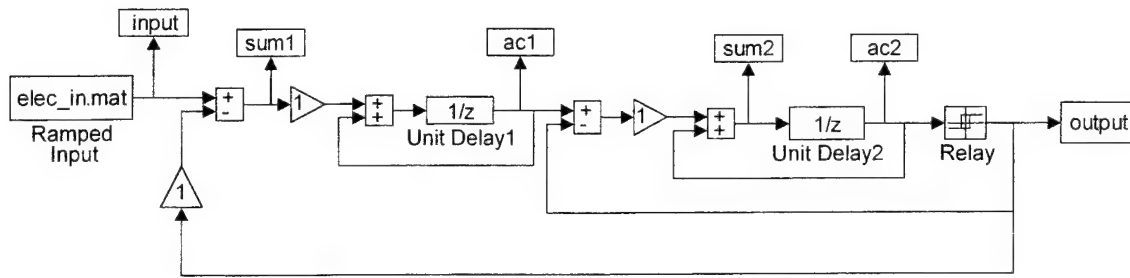 input
sum1
ac1
sum2
ac2
elec_in.mat
Ramped
Input
+
-
1
+
+
1/z
Unit Delay1
+
-
1
+
+
1/z
Unit Delay2
Relay
output
1